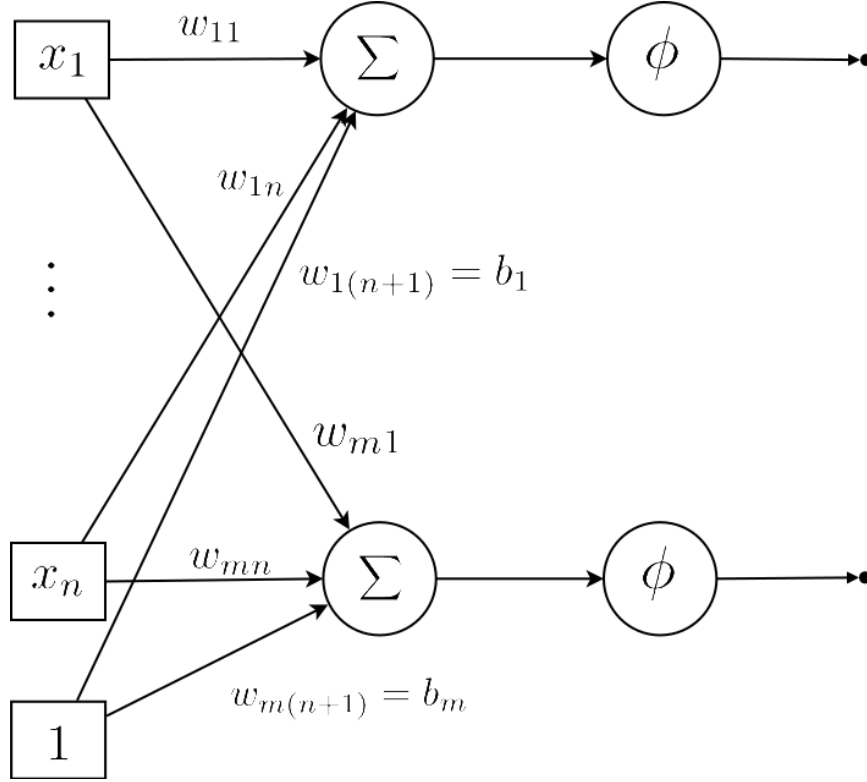 x₁
w₁₁
∑
ϕ
w₁ₙ
⋮
w₁₍ₙ₊₁₎ = b₁
wₘ₁
xₙ
wₘₙ
∑
ϕ
wₘ₍ₙ₊₁₎ = bₘ
1